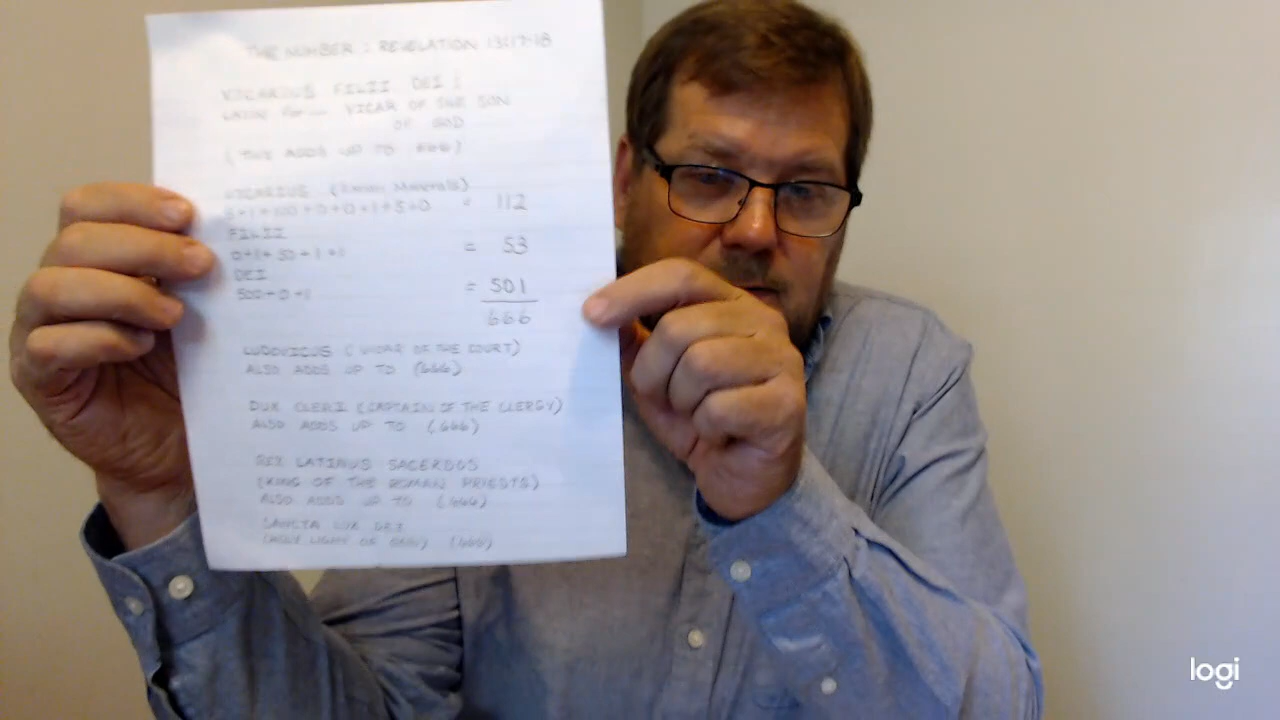 THE NUMBER : REVELATION 13:17-18
VICARIUS FILII DEI :
LATIN FOR... VICAR OF THE SON
OF GOD
(THIS ADDS UP TO 666)
VICARIUS (Roman Numerals)
5+1+100+0+0+1+5+0 = 112
FILII
0+1+50+1+1 = 53
DEI
500+0+1 = 501
666
LUDOVICUS (VICAR OF THE COURT)
ALSO ADDS UP TO (666)
DUX CLERI (CAPTAIN OF THE CLERGY)
ALSO ADDS UP TO (666)
REX LATINUS SACERDOS
(KING OF THE ROMAN PRIESTS)
ALSO ADDS UP TO (666)
SANCTA LUX DEI
(HOLY LIGHT OF GOD) (666)
logi